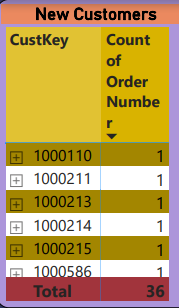 New Customers
CustKey Count
of
Order
Numbe
r
1000110 1
1000211 1
1000213 1
1000214 1
1000215 1
1000586 1
Total 36